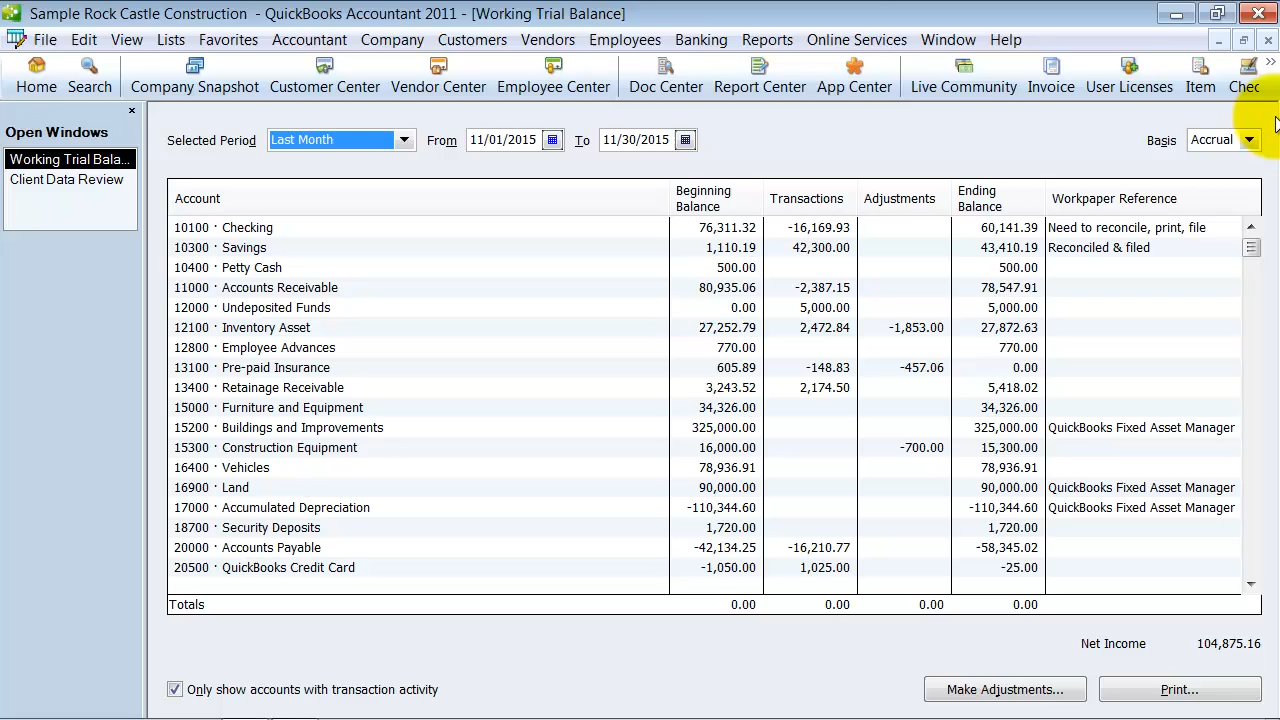 Sample Rock Castle Construction - QuickBooks Accountant 2011 - [Working Trial Balance]
File Edit View Lists Favorites Accountant Company Customers Vendors Employees Banking Reports Online Services Window Help
Home Search Company Snapshot Customer Center Vendor Center Employee Center Doc Center Report Center App Center Live Community Invoice User Licenses Item Chec
Open Windows
Working Trial Bala...
Client Data Review
Selected Period Last Month From 11/01/2015 To 11/30/2015 Basis Accrual
Account Beginning Balance Transactions Adjustments Ending Balance Workpaper Reference
10100 · Checking 76,311.32 -16,169.93 60,141.39 Need to reconcile, print, file
10300 · Savings 1,110.19 42,300.00 43,410.19 Reconciled & filed
10400 · Petty Cash 500.00 500.00
11000 · Accounts Receivable 80,935.06 -2,387.15 78,547.91
12000 · Undeposited Funds 0.00 5,000.00 5,000.00
12100 · Inventory Asset 27,252.79 2,472.84 -1,853.00 27,872.63
12800 · Employee Advances 770.00 770.00
13100 · Pre-paid Insurance 605.89 -148.83 -457.06 0.00
13400 · Retainage Receivable 3,243.52 2,174.50 5,418.02
15000 · Furniture and Equipment 34,326.00 34,326.00
15200 · Buildings and Improvements 325,000.00 325,000.00 QuickBooks Fixed Asset Manager
15300 · Construction Equipment 16,000.00 -700.00 15,300.00
16400 · Vehicles 78,936.91 78,936.91
16900 · Land 90,000.00 90,000.00 QuickBooks Fixed Asset Manager
17000 · Accumulated Depreciation -110,344.60 -110,344.60 QuickBooks Fixed Asset Manager
18700 · Security Deposits 1,720.00 1,720.00
20000 · Accounts Payable -42,134.25 -16,210.77 -58,345.02
20500 · QuickBooks Credit Card -1,050.00 1,025.00 -25.00
Totals 0.00 0.00 0.00 0.00
Net Income 104,875.16
Only show accounts with transaction activity Make Adjustments... Print...